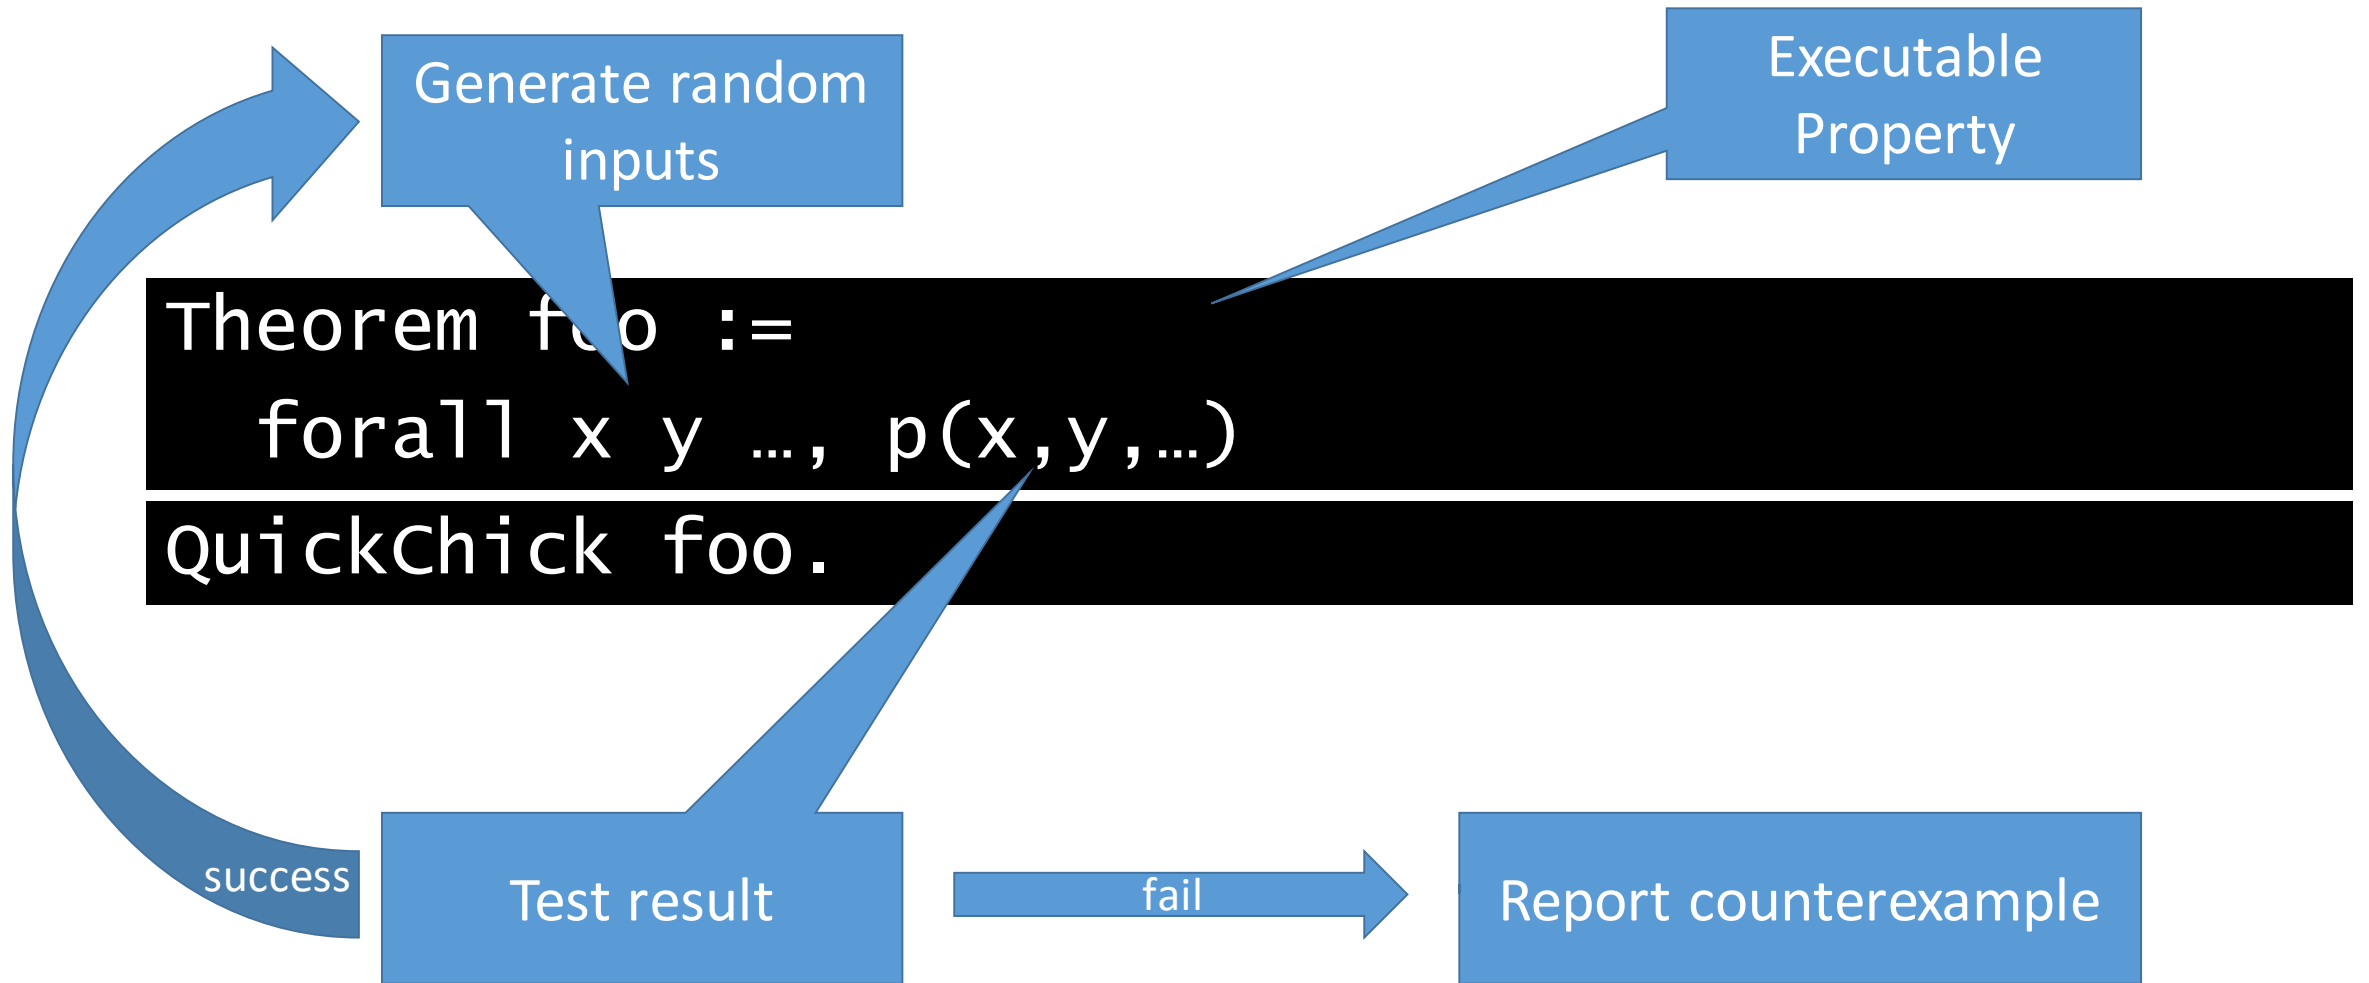 Generate random
inputs
Executable
Property
Theorem foo :=
forall x y …, p(x,y,…)
QuickChick foo.
success
Test result
fail
Report counterexample